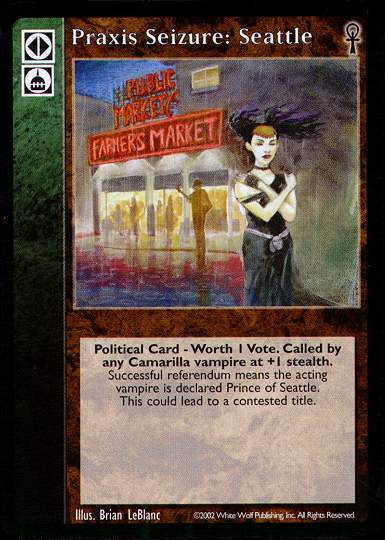 Praxis Seizure: Seattle
PUBLIC
MARKET
FARMERS MARKET
Political Card - Worth 1 Vote. Called by
any Camarilla vampire at +1 stealth.
Successful referendum means the acting
vampire is declared Prince of Seattle.
This could lead to a contested title.
Illus. Brian LeBlanc
©2002 White Wolf Publishing, Inc. All Rights Reserved.